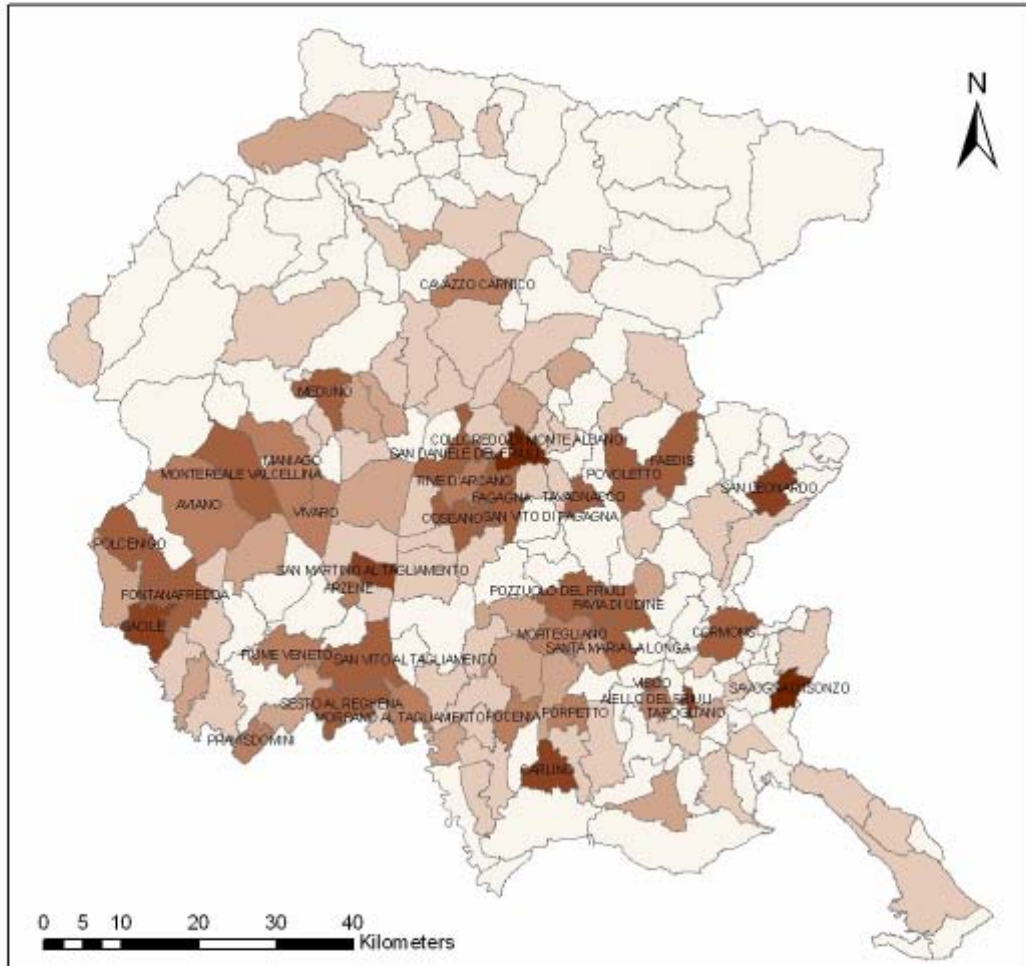 N
CAVAZZO CARNICO
MEDUNO
COLLOREDO DI MONTE ALBANO
SAN DANIELE DEL FRIULI
MANIAGO
MONTEREALE VALCELLINA
RIVE D'ARCANO
POVOLETTO
FAEDIS
SAN LEONARDO
AVIANO
VIVARO
FAGAGNA
TAVAGNACCO
COSEANO
SAN VITO DI FAGAGNA
POLCENIGO
SAN MARTINO AL TAGLIAMENTO
ARZENE
FONTANAFREDDA
POZZUOLO DEL FRIULI
PAVIA DI UDINE
SACILE
MORTEGLIANO
CORMONS
FIUME VENETO
SAN VITO AL TAGLIAMENTO
SANTA MARIA LA LONGA
VISCO
SAVOGNA D'ISONZO
SESTO AL REGHENA
AIELLO DEL FRIULI
MORSANO AL TAGLIAMENTO
POCENIA
PORPETTO
TAPOGLIANO
PRAVISDOMINI
CARLINO
0 5 10 20 30 40
Kilometers